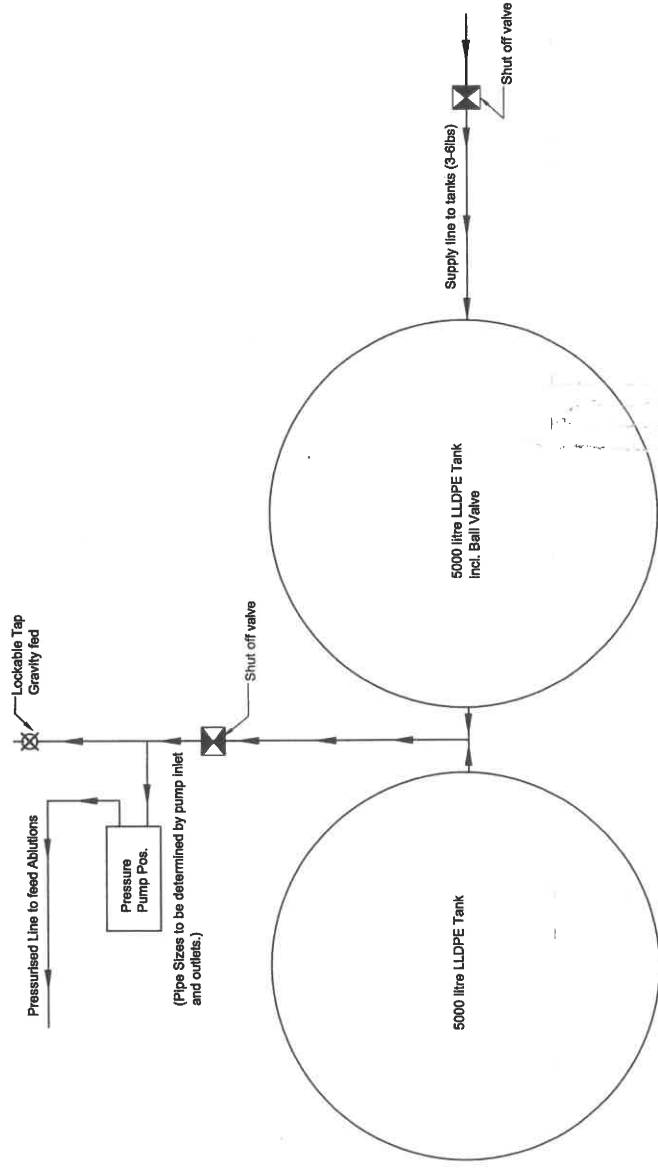 Lockable Tap
Gravity fed
Pressurised Line to feed Ablutions
Pressure
Pump Pos.
(Pipe Sizes to be determined by pump inlet
and outlets.)
Shut off valve
5000 litre LLDPE Tank
5000 litre LLDPE Tank
incl. Ball Valve
Supply line to tanks (3-6lbs)
Shut off valve